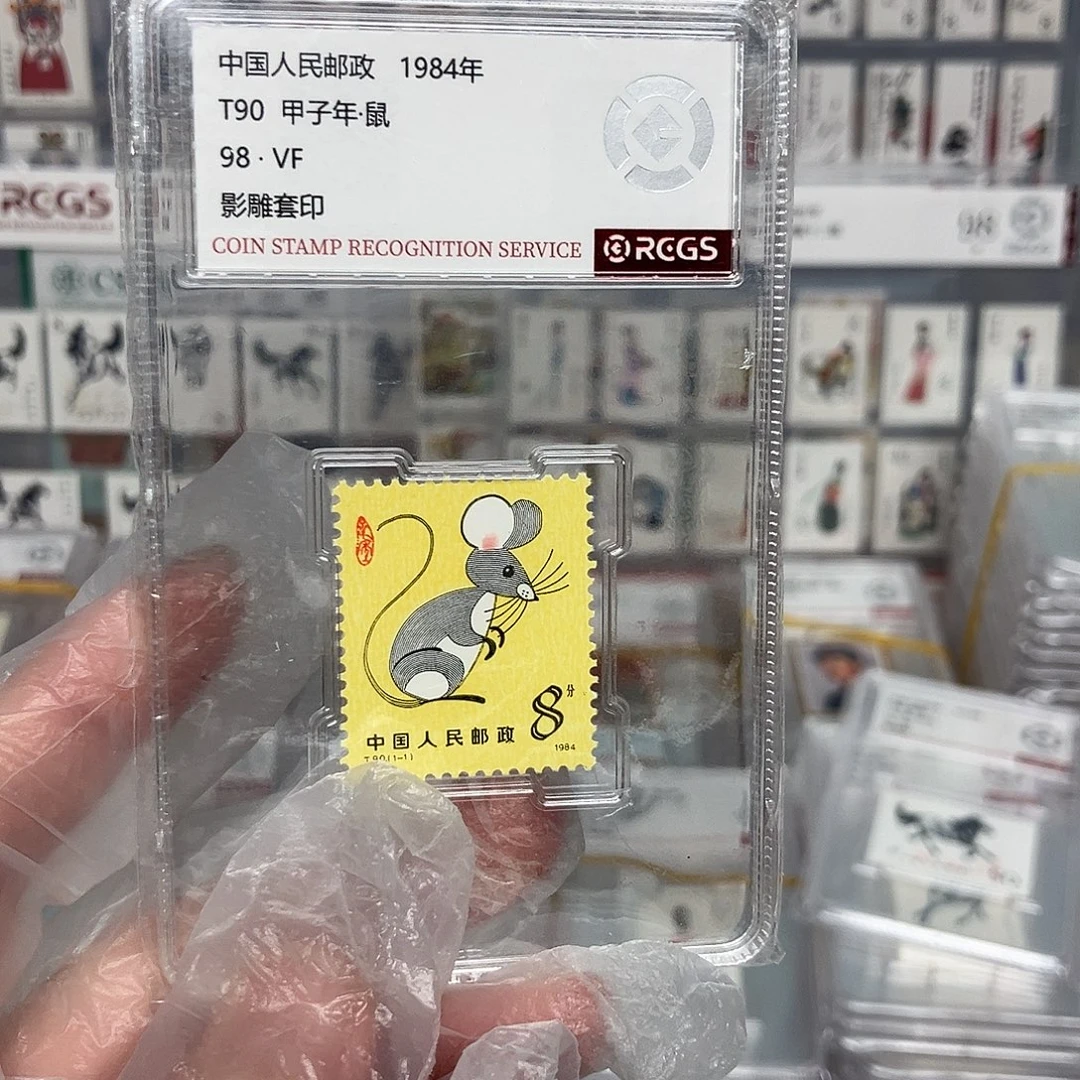 中国人民邮政 1984年
T90 甲子年·鼠
98 · VF
影雕套印
COIN STAMP RECOGNITION SERVICE RCGS
RCGS
98
8分
中国人民邮政 1984
T90.(1-1)